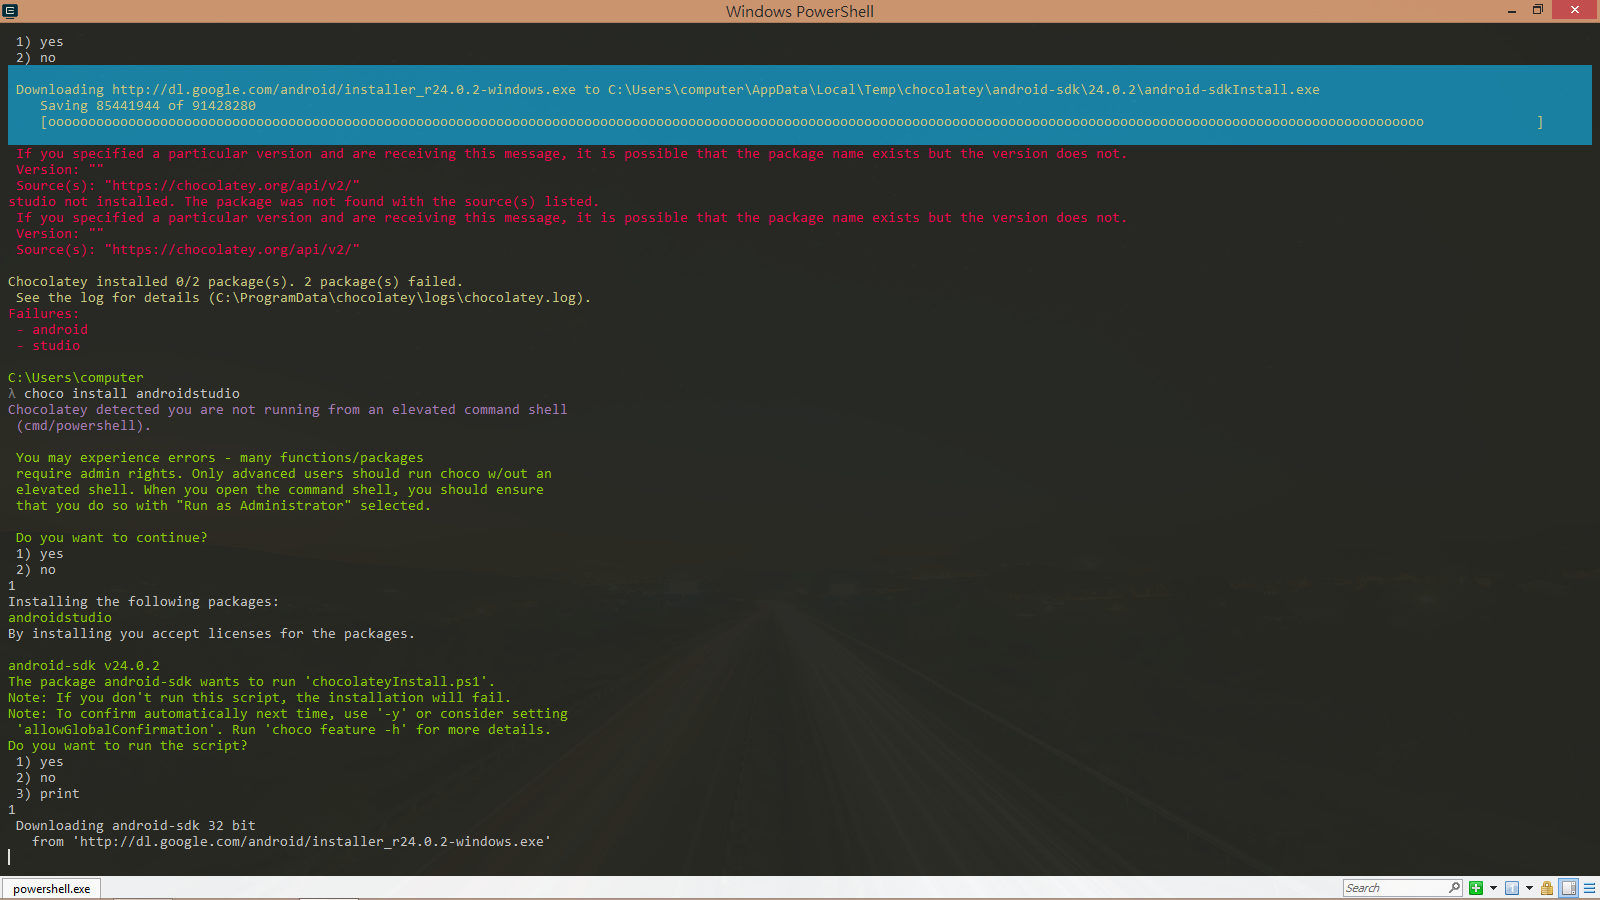 Windows PowerShell
1) yes
2) no
Downloading http://dl.google.com/android/installer_r24.0.2-windows.exe to C:\Users\computer\AppData\Local\Temp\chocolatey\android-sdk\24.0.2\android-sdkInstall.exe
Saving 85441944 of 91428280
[oooooooooooooooooooooooooooooooooooooooooooooooooooooooooooooooooooooooooooooooooooooooooooooooooooooooooooooooooooooooooooooooooooooooooooooooooooooooooooooooooooooooooooo ]
If you specified a particular version and are receiving this message, it is possible that the package name exists but the version does not.
Version: ""
Source(s): "https://chocolatey.org/api/v2/"
studio not installed. The package was not found with the source(s) listed.
If you specified a particular version and are receiving this message, it is possible that the package name exists but the version does not.
Version: ""
Source(s): "https://chocolatey.org/api/v2/"
Chocolatey installed 0/2 package(s). 2 package(s) failed.
See the log for details (C:\ProgramData\chocolatey\logs\chocolatey.log).
Failures:
- android
- studio
C:\Users\computer
λ choco install androidstudio
Chocolatey detected you are not running from an elevated command shell
(cmd/powershell).
You may experience errors - many functions/packages
require admin rights. Only advanced users should run choco w/out an
elevated shell. When you open the command shell, you should ensure
that you do so with "Run as Administrator" selected.
Do you want to continue?
1) yes
2) no
1
Installing the following packages:
androidstudio
By installing you accept licenses for the packages.
android-sdk v24.0.2
The package android-sdk wants to run 'chocolateyInstall.ps1'.
Note: If you don't run this script, the installation will fail.
Note: To confirm automatically next time, use '-y' or consider setting
'allowGlobalConfirmation'. Run 'choco feature -h' for more details.
Do you want to run the script?
1) yes
2) no
3) print
1
Downloading android-sdk 32 bit
from 'http://dl.google.com/android/installer_r24.0.2-windows.exe'
powershell.exe
Search